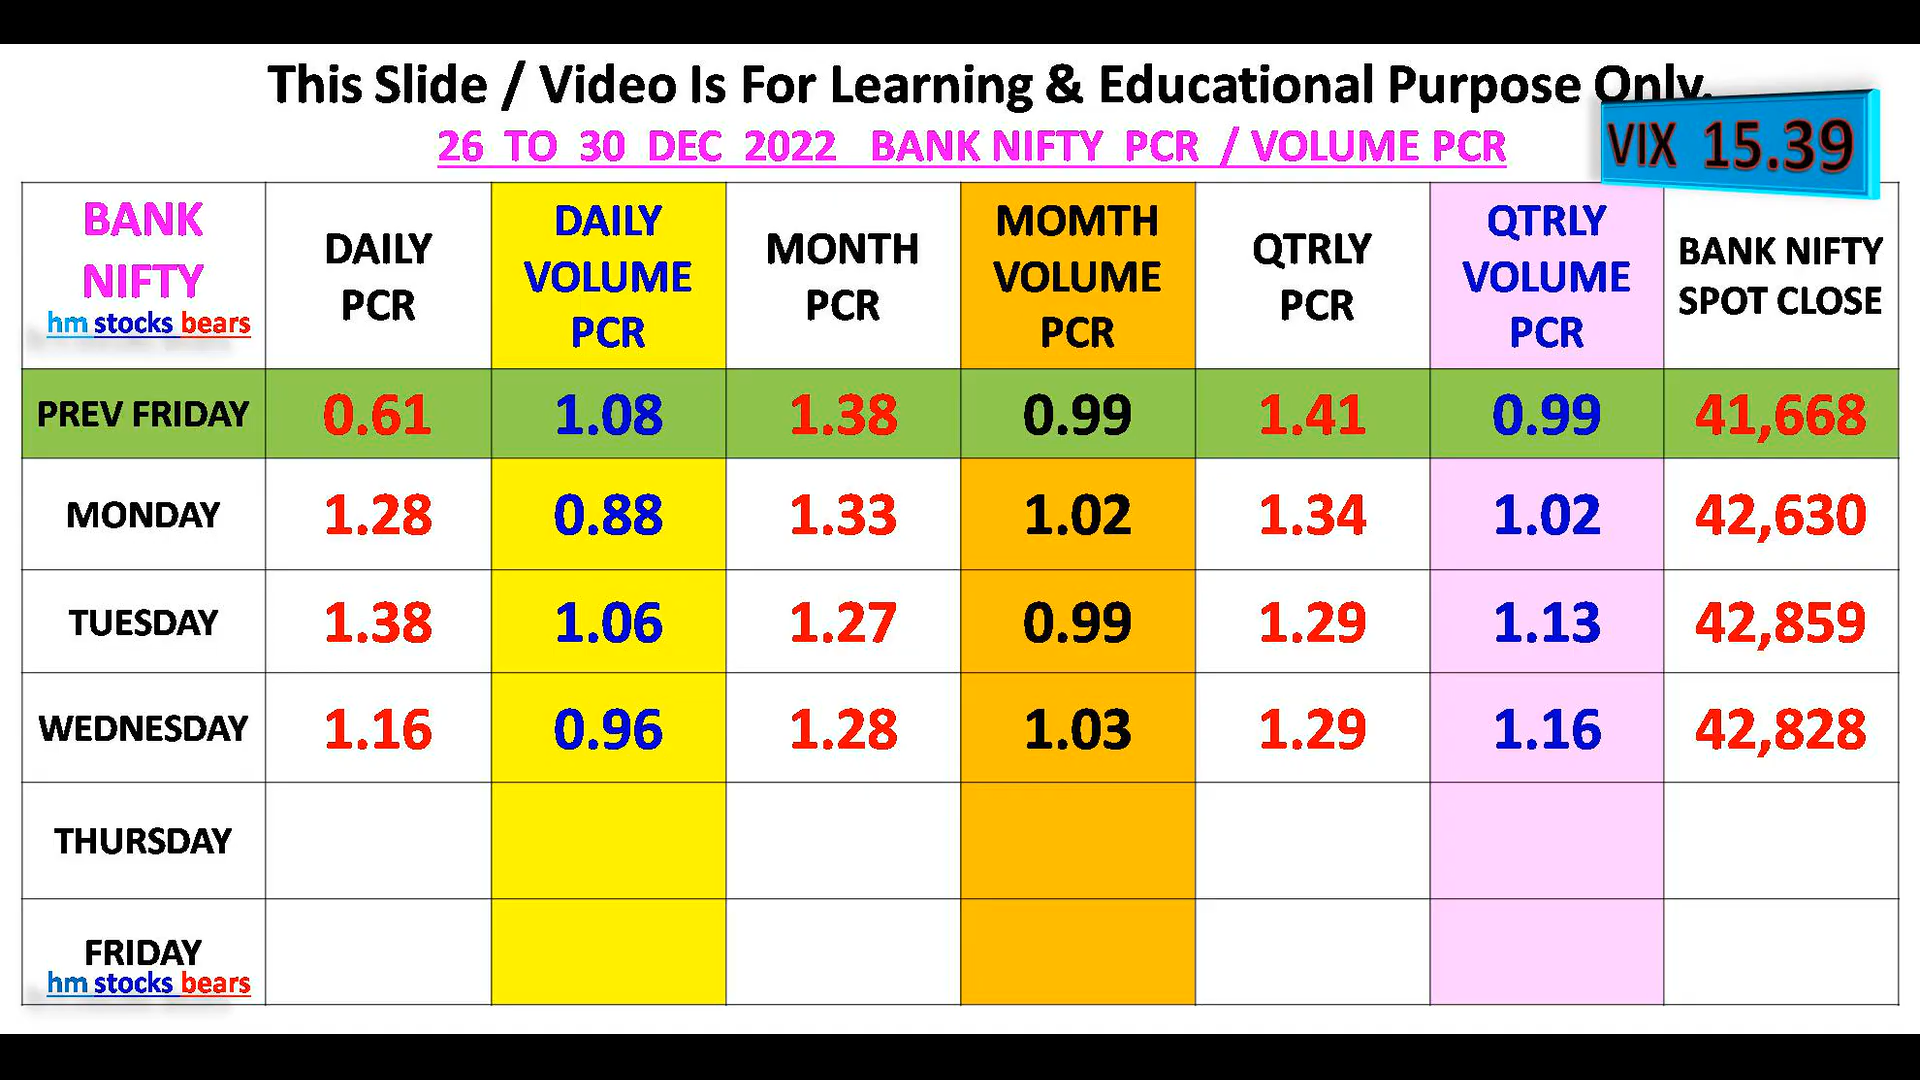 This Slide / Video Is For Learning & Educational Purpose Only.
26 TO 30 DEC 2022 BANK NIFTY PCR / VOLUME PCR
VIX 15.39
BANK
NIFTY
hm stocks bears
DAILY
PCR
DAILY
VOLUME
PCR
MONTH
PCR
MOMTH
VOLUME
PCR
QTRLY
PCR
QTRLY
VOLUME
PCR
BANK NIFTY
SPOT CLOSE
PREV FRIDAY 0.61 1.08 1.38 0.99 1.41 0.99 41,668
MONDAY 1.28 0.88 1.33 1.02 1.34 1.02 42,630
TUESDAY 1.38 1.06 1.27 0.99 1.29 1.13 42,859
WEDNESDAY 1.16 0.96 1.28 1.03 1.29 1.16 42,828
THURSDAY
FRIDAY
hm stocks bears